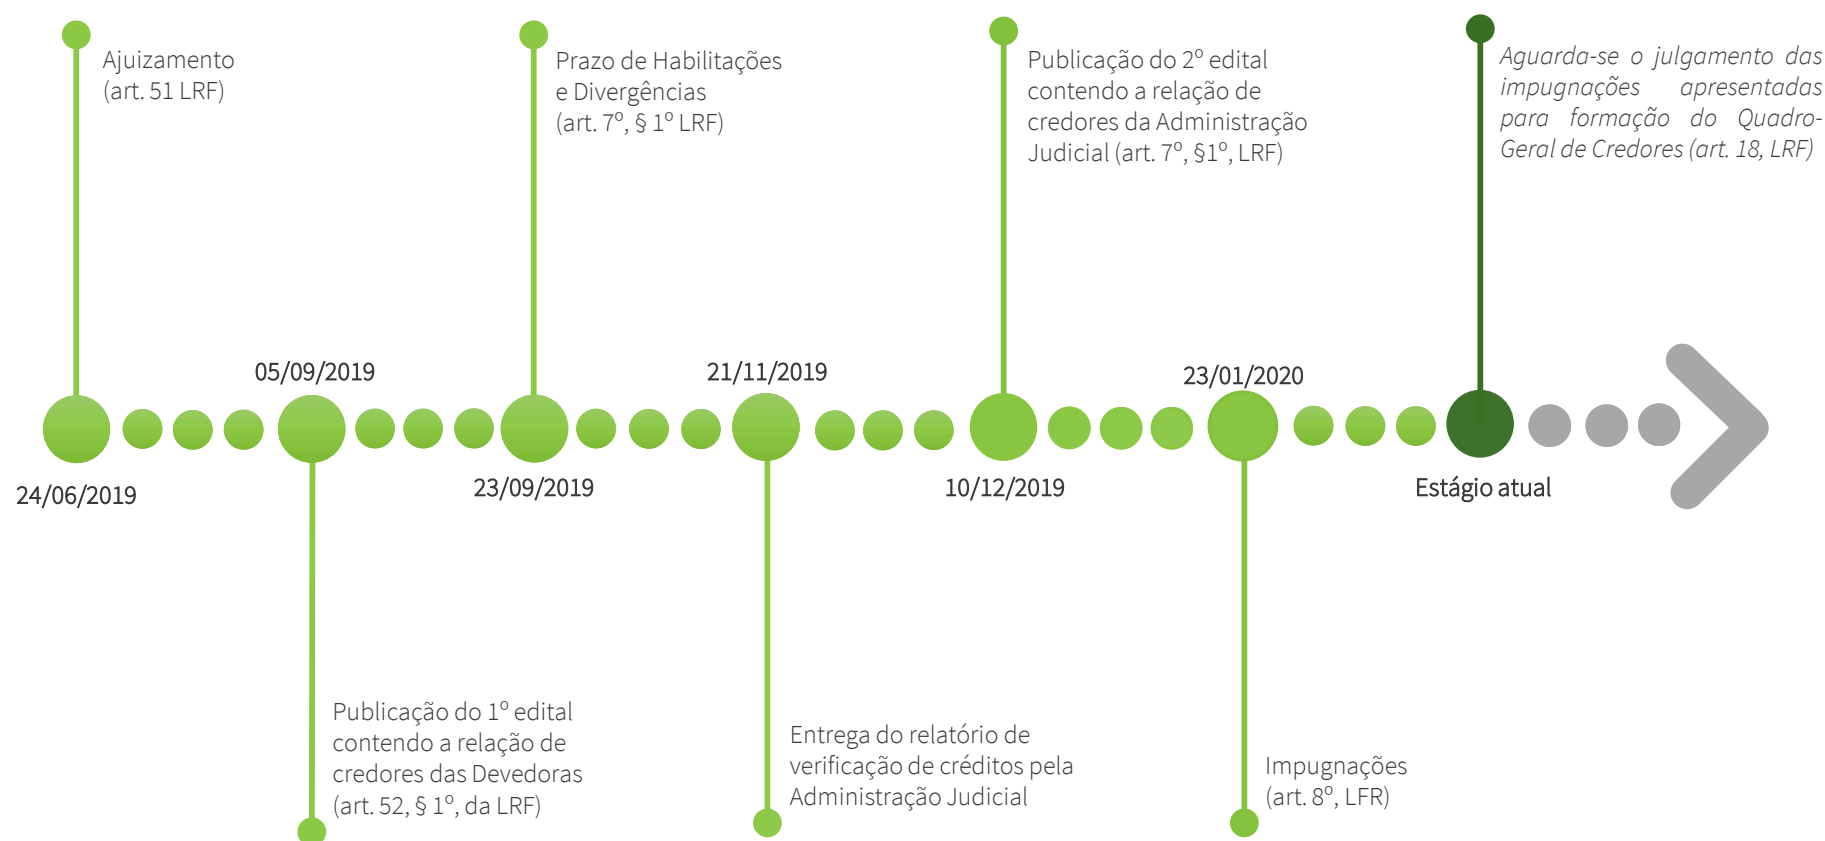 Ajuizamento
(art. 51 LRF)
Prazo de Habilitações
e Divergências
(art. 7º, § 1º LRF)
Publicação do 2º edital
contendo a relação de
credores da Administração
Judicial (art. 7º, §1º, LRF)
Aguarda-se o julgamento das
impugnações apresentadas
para formação do Quadro-
Geral de Credores (art. 18, LRF)
05/09/2019
21/11/2019
23/01/2020
24/06/2019
23/09/2019
10/12/2019
Estágio atual
Publicação do 1º edital
contendo a relação de
credores das Devedoras
(art. 52, § 1º, da LRF)
Entrega do relatório de
verificação de créditos pela
Administração Judicial
Impugnações
(art. 8º, LFR)